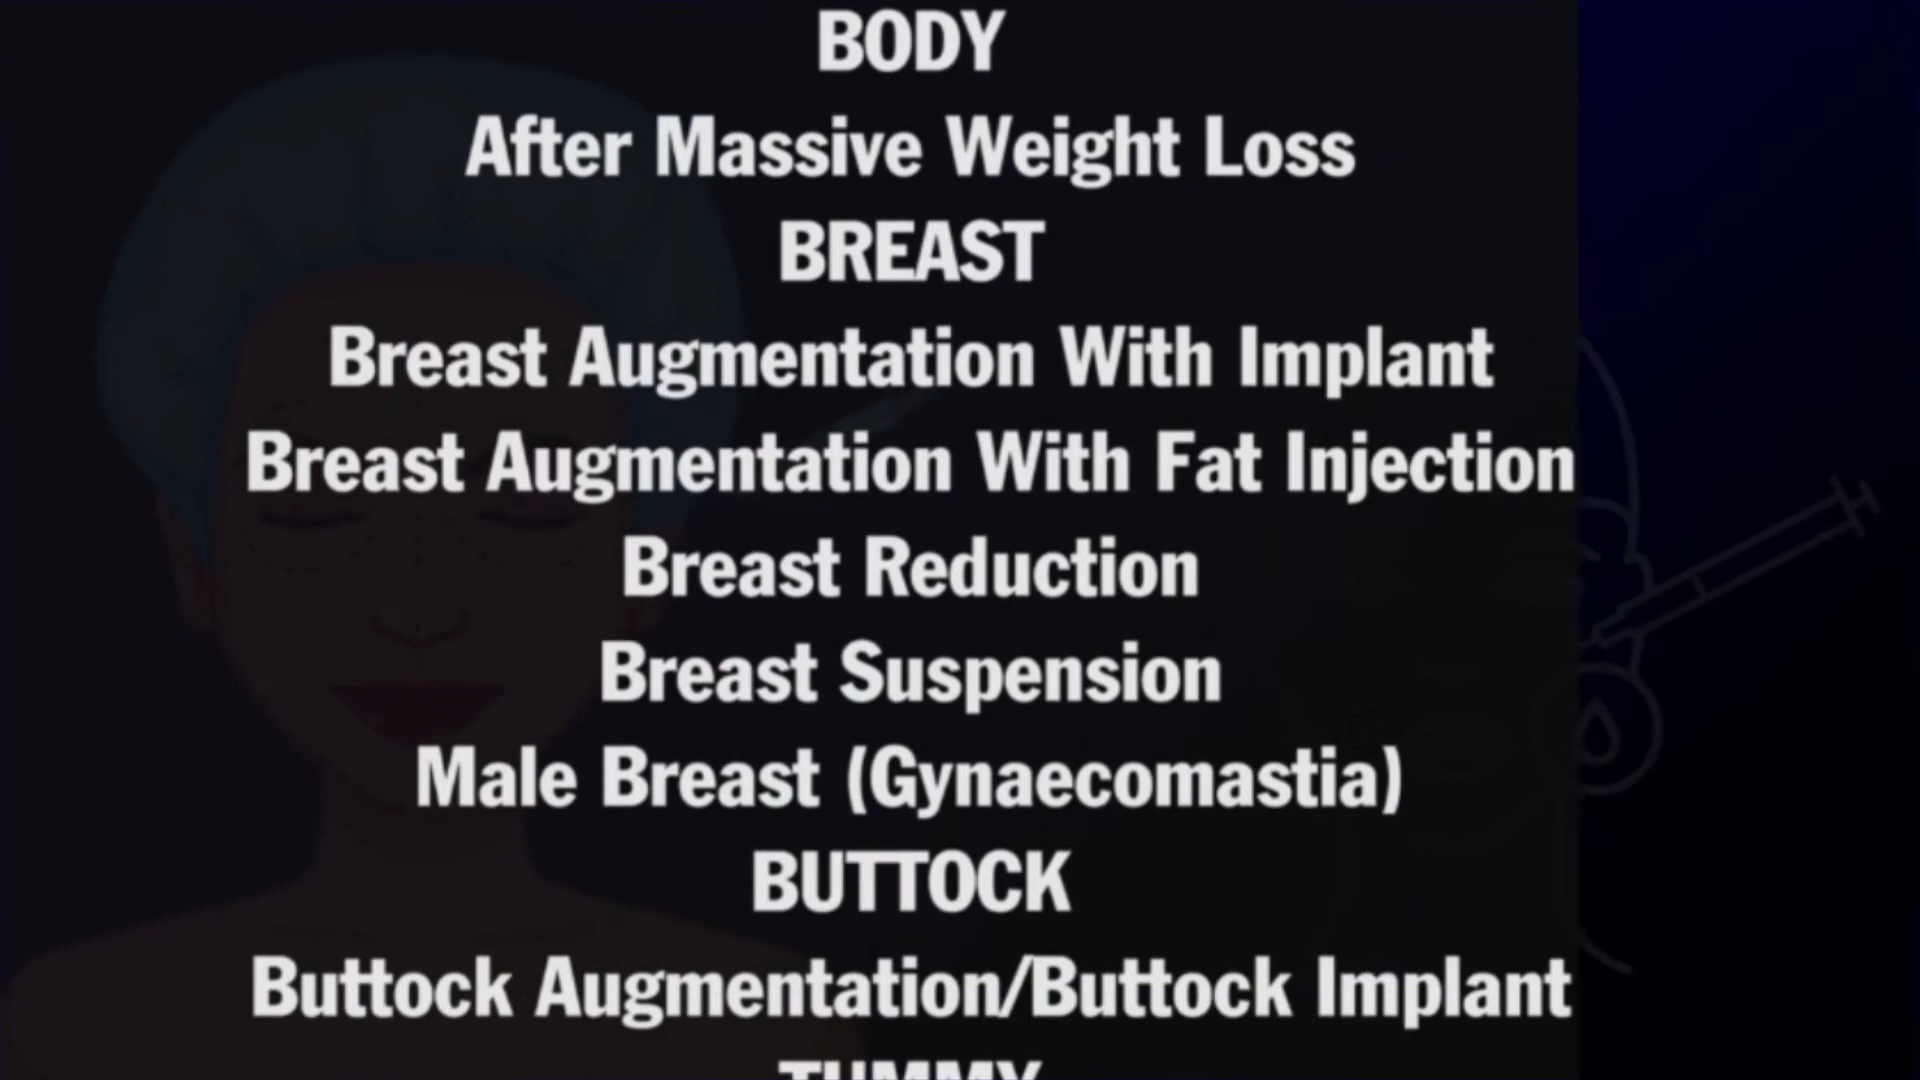 BODY
After Massive Weight Loss
BREAST
Breast Augmentation With Implant
Breast Augmentation With Fat Injection
Breast Reduction
Breast Suspension
Male Breast (Gynaecomastia)
BUTTOCK
Buttock Augmentation/Buttock Implant
TUMMY